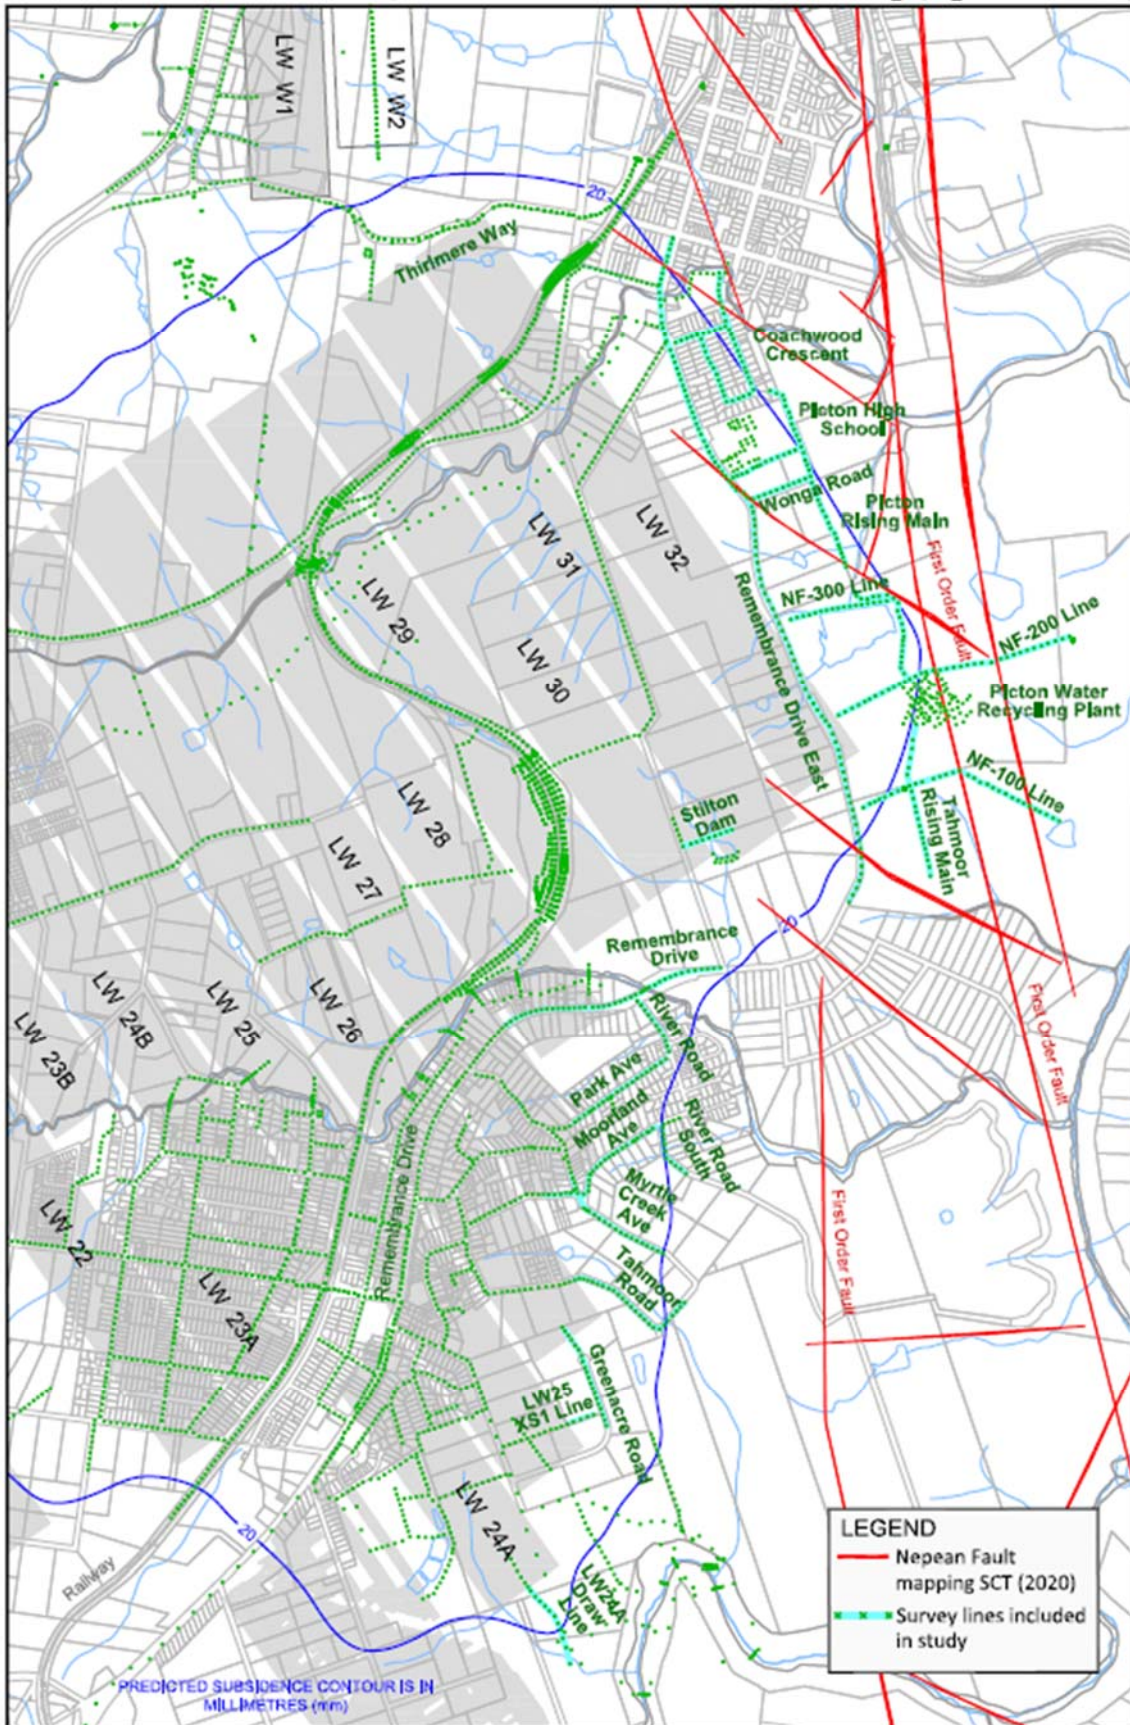 LW W1
LW W2
20
Thirlmere Way
Coachwood
Crescent
Picton High
School
Wonga Road
Picton
Rising Main
LW 32
LW 31
First Order Fault
NF-300 Line
LW 29
Remembrance Drive East
NF-200 Line
LW 30
Picton Water
Recycling Plant
NF-100 Line
LW 28
Stilton
Dam
Tahmoor
Rising Main
LW 27
20
Remembrance
Drive
LW 24B
LW 25
LW 26
River Road
First Order Fault
LW 23B
Park Ave
Moorland
Ave
River Road
South
Remembrance Drive
Myrtle
Creek
Ave
LW 22
First Order Fault
Tahmoor
Road
LW 23A
Greenacre Road
LW25
XS1 Line
LW 24A
20
Railway
LW24A
Draw
Line
LEGEND
Nepean Fault
mapping SCT (2020)
Survey lines included
in study
PREDICTED SUBSIDENCE CONTOUR IS IN
MILLIMETRES (mm)